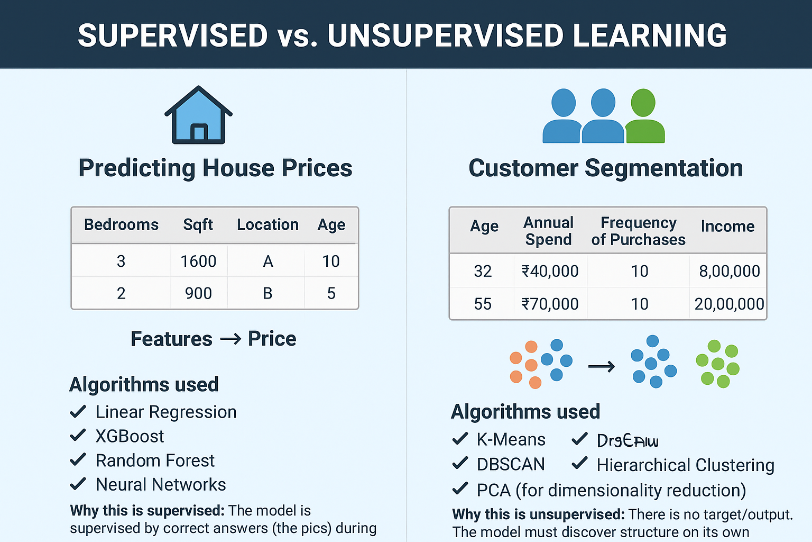 SUPERVISED vs. UNSUPERVISED LEARNING
Predicting House Prices
Bedrooms Sqft Location Age
3 1600 A 10
2 900 B 5
Features → Price
Algorithms used
✓ Linear Regression
✓ XGBoost
✓ Random Forest
✓ Neural Networks
Why this is supervised: The model is
supervised by correct answers (the pics) during
Customer Segmentation
Age Annual Spend Frequency of Purchases Income
32 ₹40,000 10 8,00,000
55 ₹70,000 10 20,00,000
→
Algorithms used
✓ K-Means ✓
✓ DBSCAN ✓ Hierarchical Clustering
✓ PCA (for dimensionality reduction)
Why this is unsupervised: There is no target/output.
The model must discover structure on its own